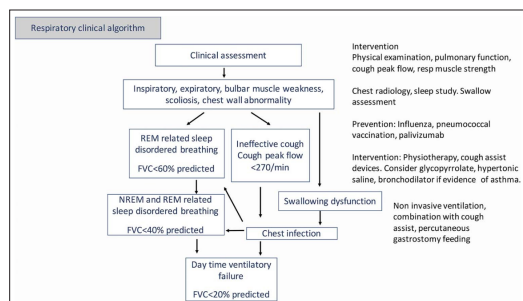 Respiratory clinical algorithm
Clinical assessment
Inspiratory, expiratory, bulbar muscle weakness,
scoliosis, chest wall abnormality
REM related sleep
disordered breathing
FVC<60% predicted
Ineffective cough
Cough peak flow
<270/min
NREM and REM related
sleep disordered breathing
FVC<40% predicted
Swallowing dysfunction
Chest infection
Day time ventilatory
failure
FVC<20% predicted
Intervention
Physical examination, pulmonary function,
cough peak flow, resp muscle strength
Chest radiology, sleep study. Swallow
assessment
Prevention: Influenza, pneumococcal
vaccination, palivizumab
Intervention: Physiotherapy, cough assist
devices. Consider glycopyrrolate, hypertonic
saline, bronchodilator if evidence of asthma.
Non invasive ventilation,
combination with cough
assist, percutaneous
gastrostomy feeding